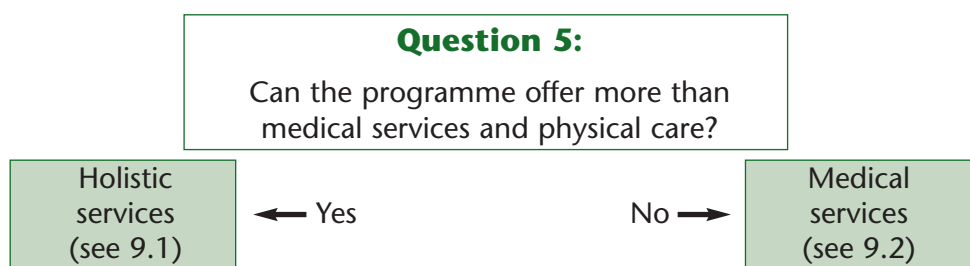 Question 5:
Can the programme offer more than
medical services and physical care?
Holistic
services
(see 9.1)
Yes
No
Medical
services
(see 9.2)